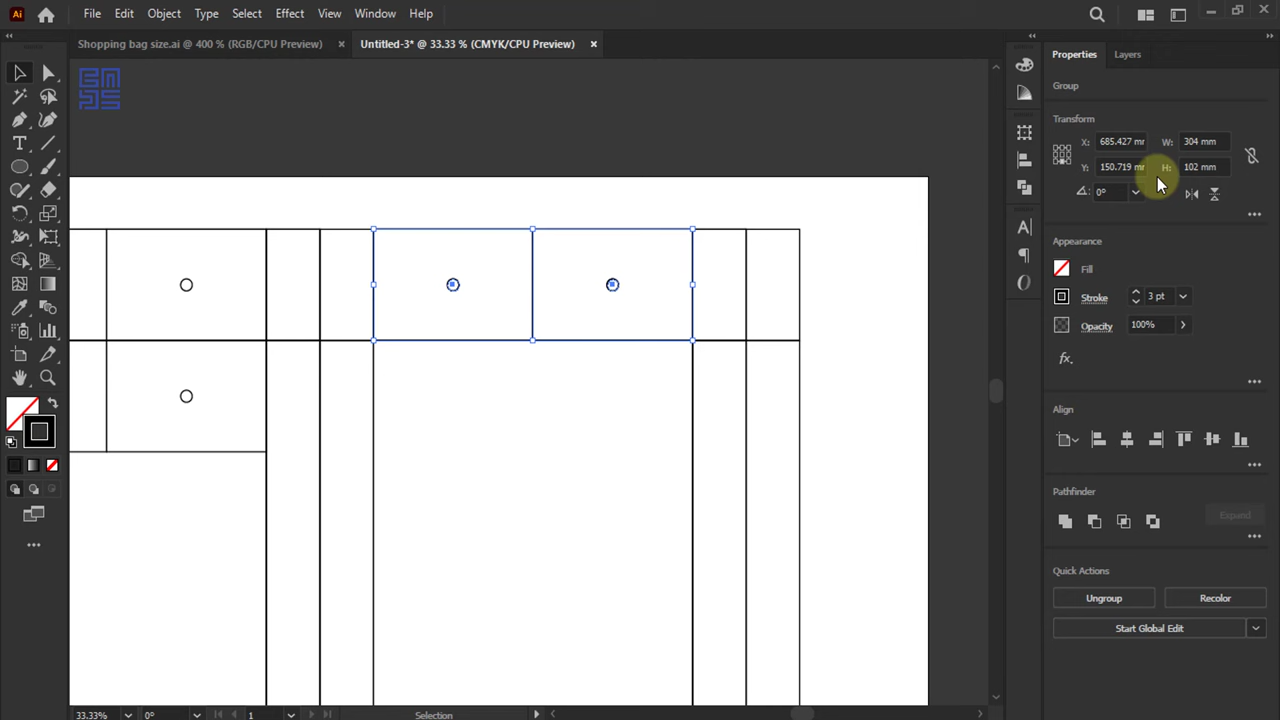 Ai File Edit Object Type Select Effect View Window Help
Shopping bag size.ai @ 400 % (RGB/CPU Preview) × Untitled-3* @ 33.33 % (CMYK/CPU Preview) ×
Properties Layers
Group
Transform
X: 685.427 mm W: 304 mm
Y: 150.719 mm H: 102 mm
0°
Appearance
Fill
Stroke 3 pt
Opacity 100%
fx.
Align
Pathfinder
Expand
Quick Actions
Ungroup Recolor
Start Global Edit
33.33% 0° 1 Selection